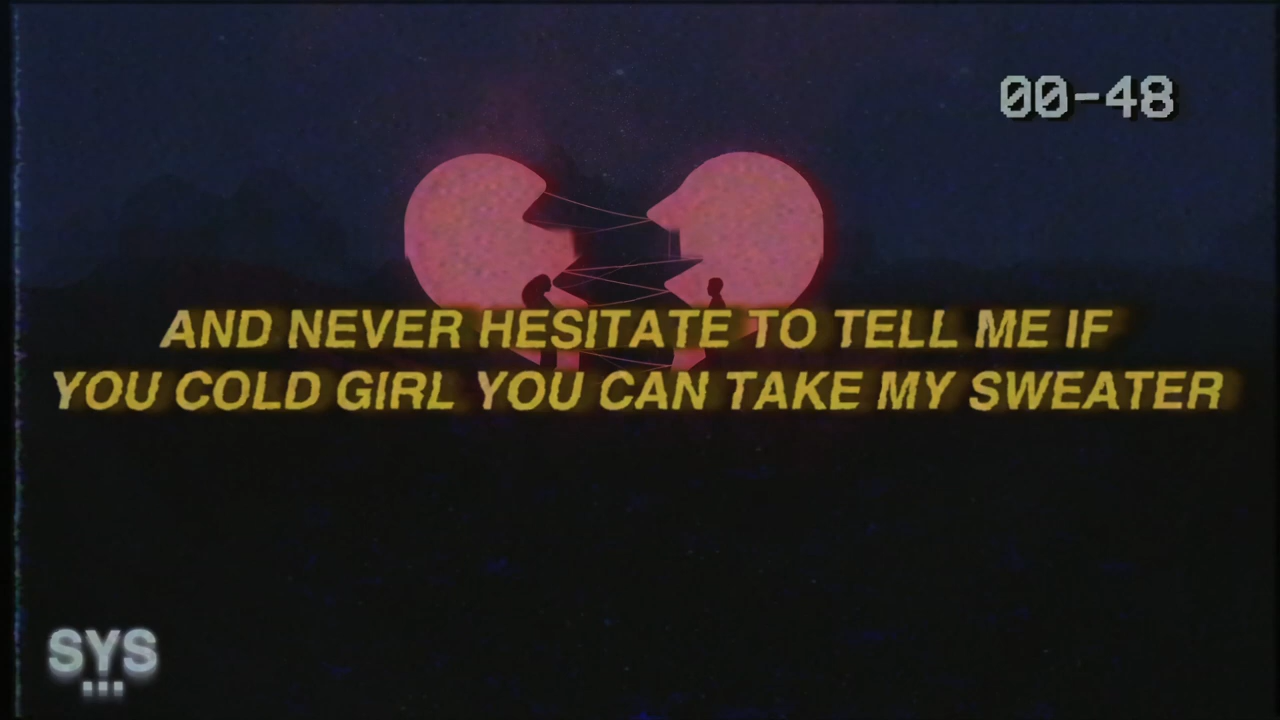 00-48
AND NEVER HESITATE TO TELL ME IF
YOU COLD GIRL YOU CAN TAKE MY SWEATER
SYS